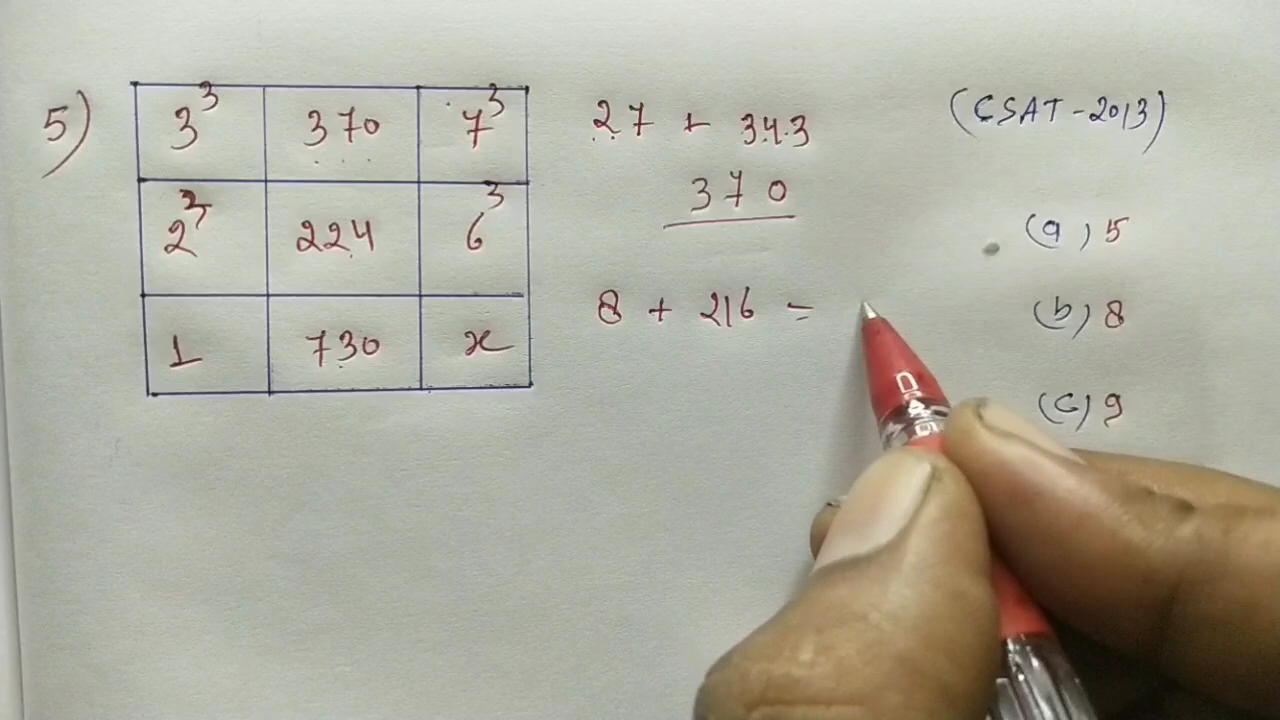 5)
3³ 370 7³
2³ 224 6³
1 730 x
27 + 343
370
8 + 216 =
(CSAT-2013)
(a) 5
(b) 8
(c) 9